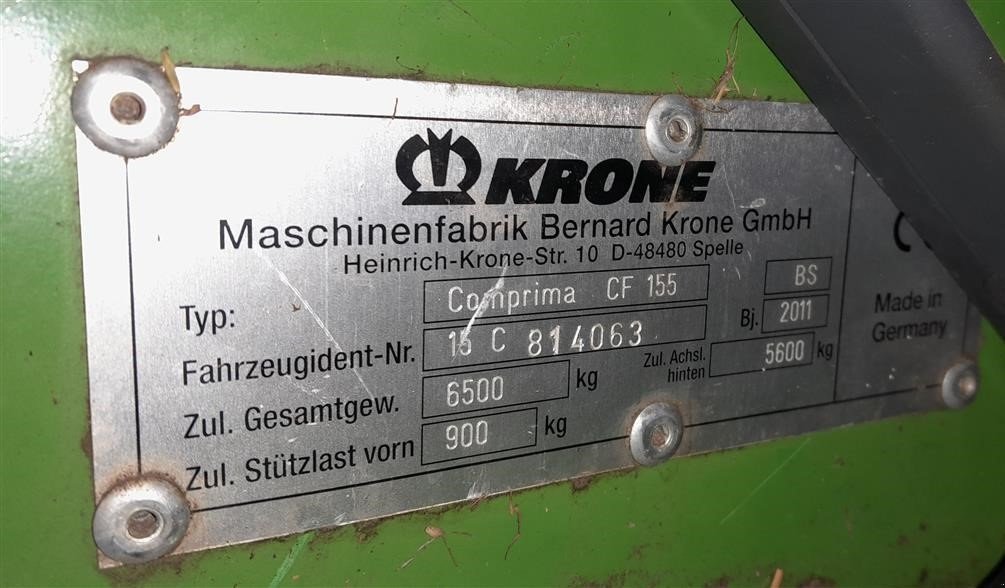 KRONE
Maschinenfabrik Bernard Krone GmbH
Heinrich-Krone-Str. 10 D-48480 Spelle
Typ: Comprima CF 155 BS
Fahrzeugident-Nr. 15 C 814063 Bj. 2011
Zul. Gesamtgew. 6500 kg Zul. Achsl. hinten 5600 kg
Zul. Stützlast vorn 900 kg
Made in
Germany